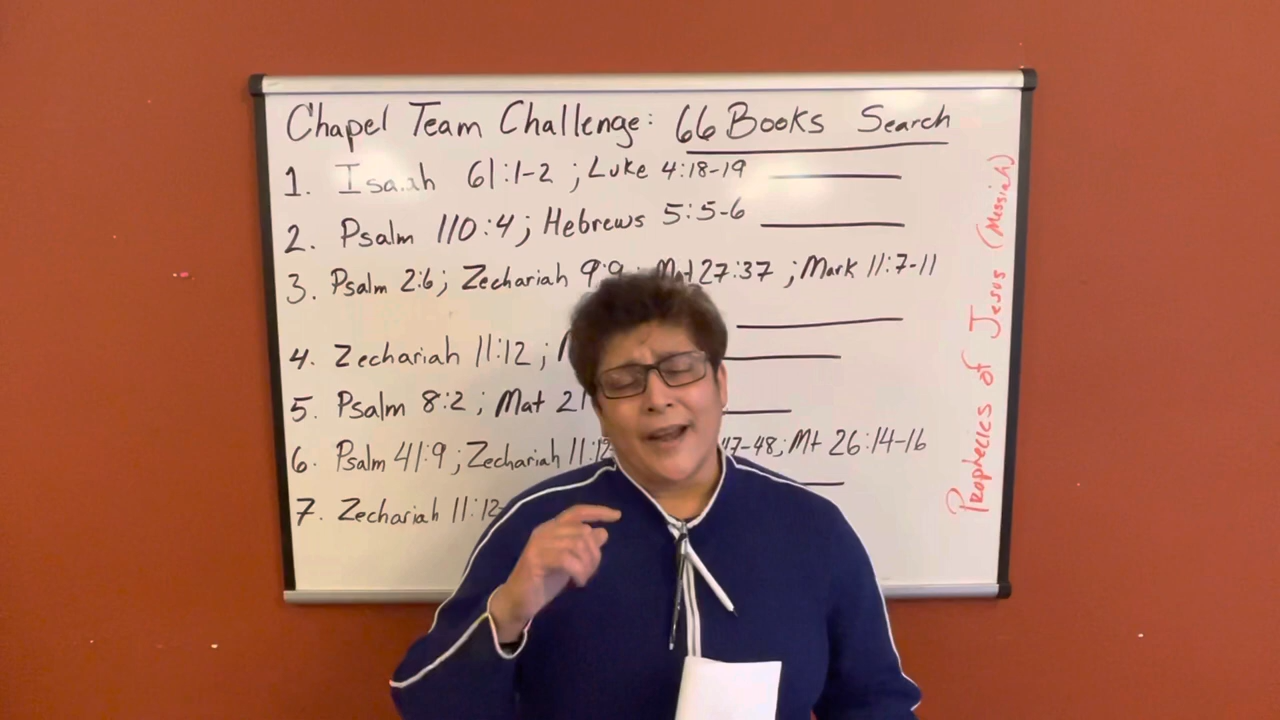 Chapel Team Challenge: 66 Books Search
1. Isaiah 61:1-2 ; Luke 4:18-19
2. Psalm 110:4 ; Hebrews 5:5-6
3. Psalm 2:6 ; Zechariah 9:9 ; Mat 27:37 ; Mark 11:7-11
4. Zechariah 11:12 ;
5. Psalm 8:2 ; Mat 21
6. Psalm 41:9 ; Zechariah 11:12 47-48; Mt 26:14-16
7. Zechariah 11:12-
Prophecies of Jesus (Messiah)